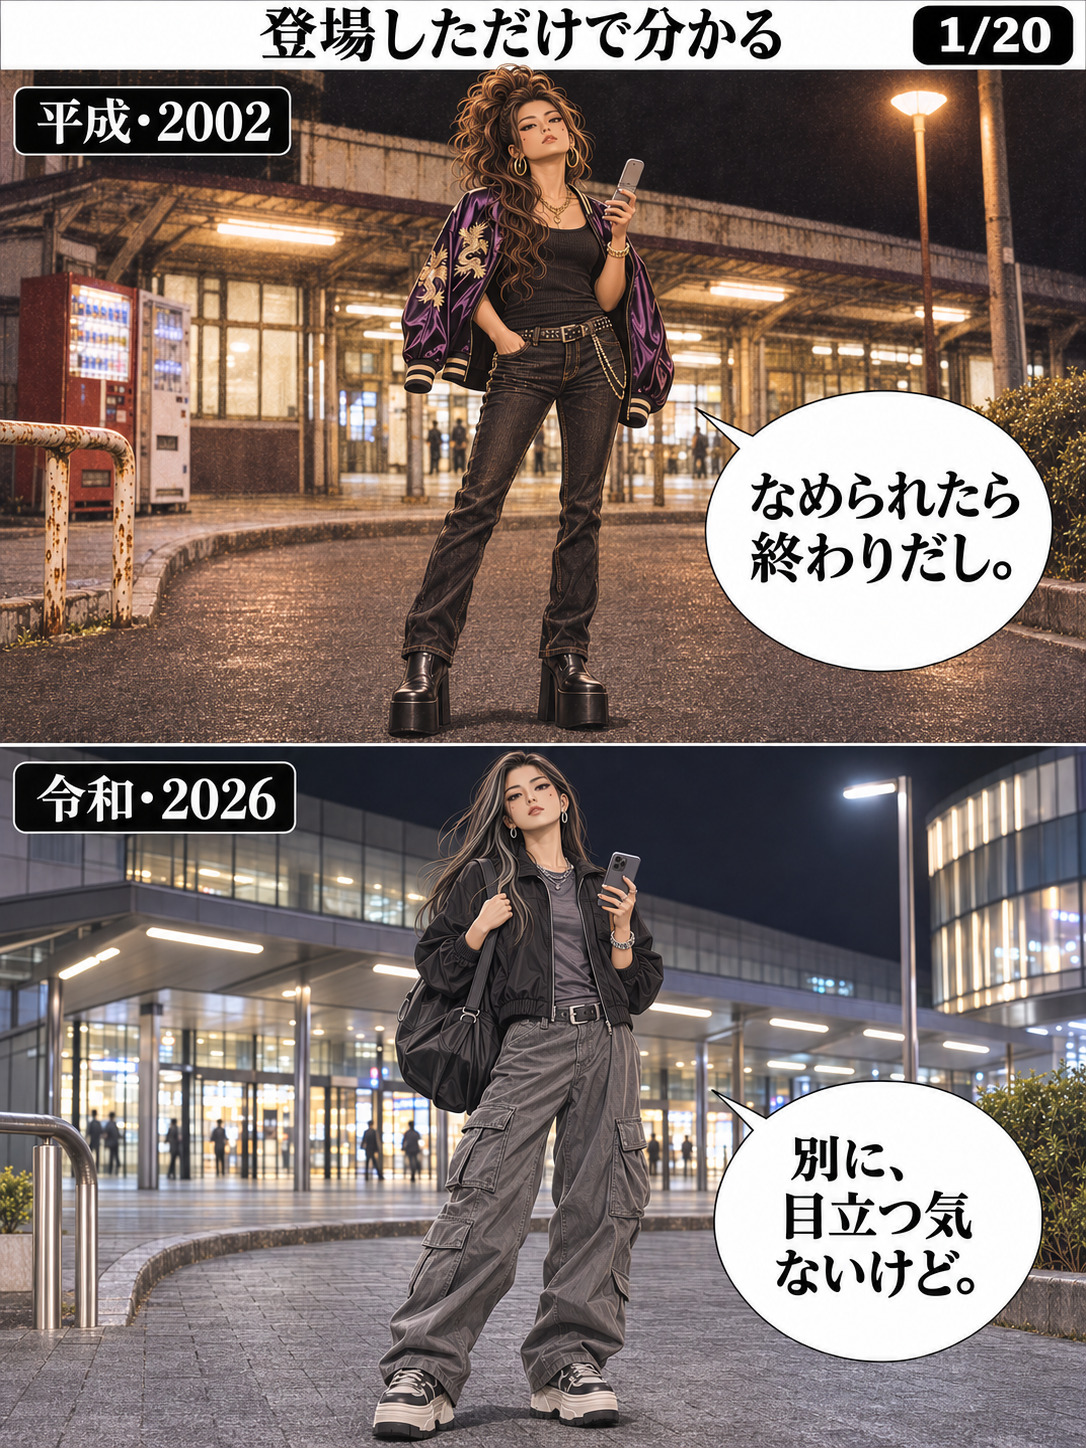 登場しただけで分かる
1/20
平成・2002
なめられたら
終わりだし。
令和・2026
別に、
目立つ気
ないけど。